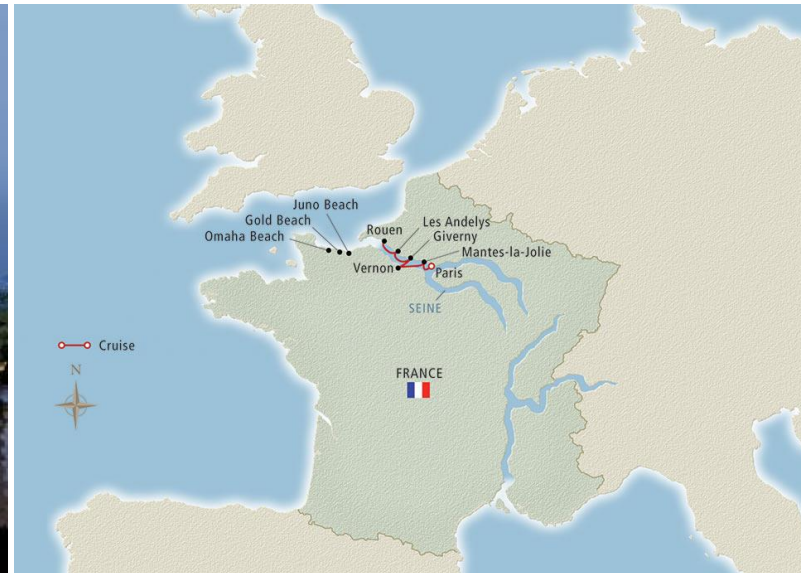 Juno Beach
Gold Beach
Omaha Beach
Rouen
Les Andelys
Giverny
Mantes-la-Jolie
Vernon
Paris
SEINE
Cruise
N
FRANCE